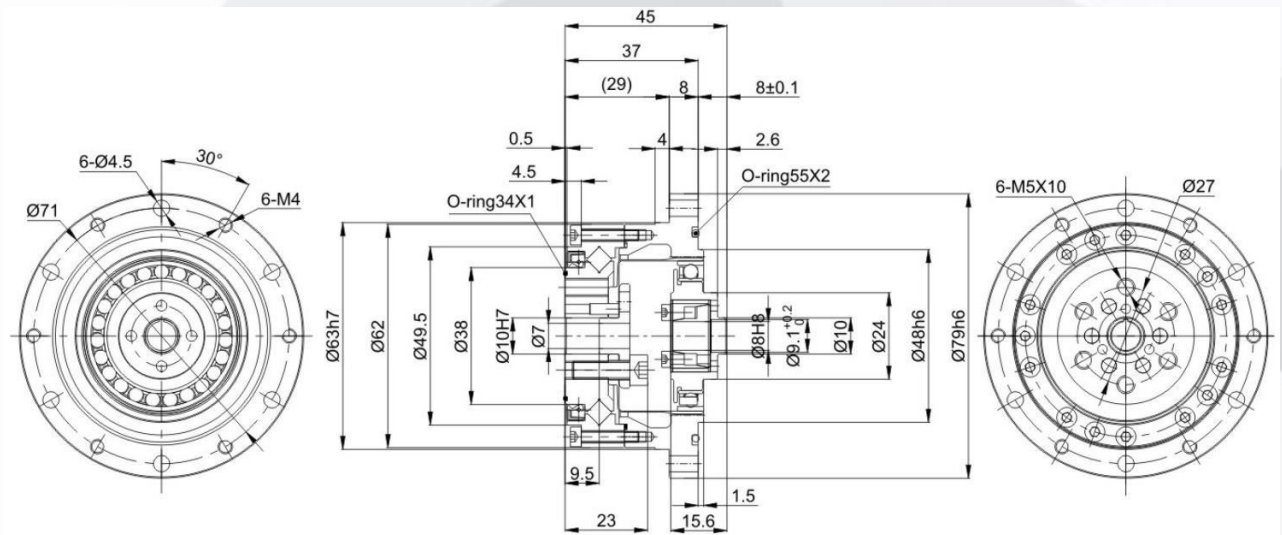 45
37
(29)
8
8±0.1
0.5
4
2.6
4.5
O-ring34X1
O-ring55X2
6-Ø4.5
30°
6-M4
Ø71
Ø63h7
Ø62
Ø49.5
Ø38
Ø10H7
Ø7
Ø8H8
Ø9.1+0.2 0
Ø10
Ø24
Ø48h6
Ø79h6
9.5
23
1.5
15.6
6-M5X10
Ø27